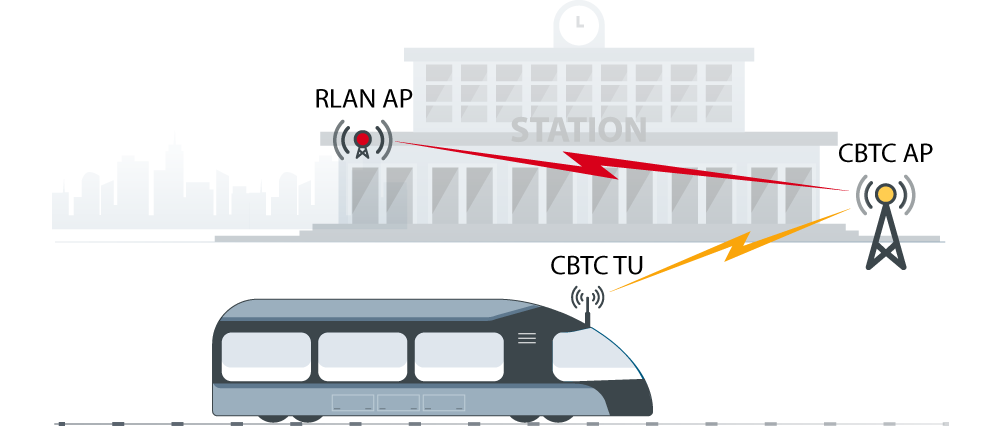 RLAN AP
STATION
CBTC AP
CBTC TU